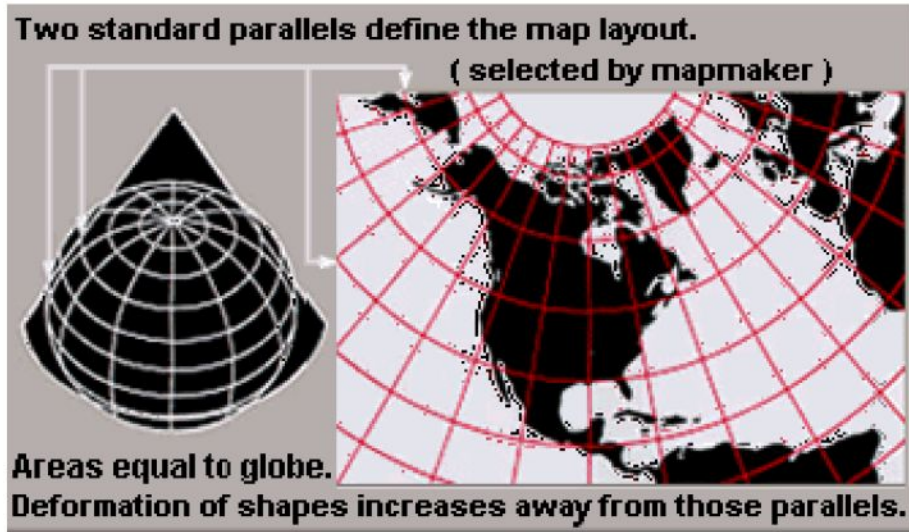 Two standard parallels define the map layout.
( selected by mapmaker )
Areas equal to globe.
Deformation of shapes increases away from those parallels.